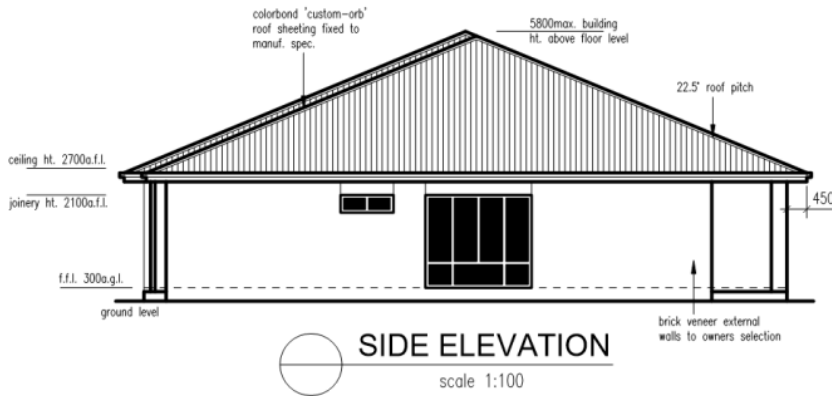 colorbond 'custom-orb'
roof sheeting fixed to
manuf. spec.
5800max. building
ht. above floor level
22.5° roof pitch
ceiling ht. 2700a.f.l.
joinery ht. 2100a.f.l.
450
f.f.l. 300a.g.l.
ground level
brick veneer external
walls to owners selection
SIDE ELEVATION
scale 1:100